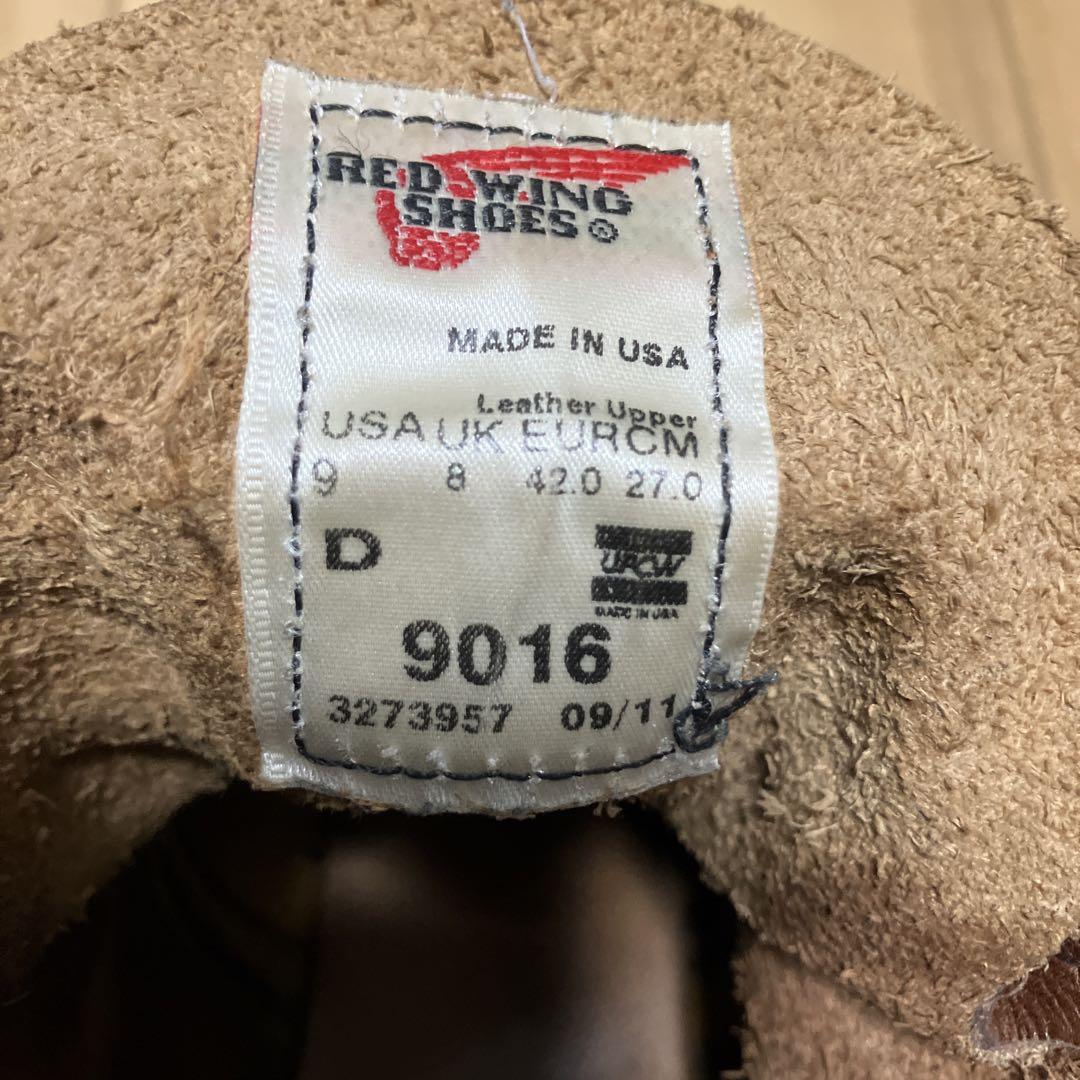 RED WING
SHOES®
MADE IN USA
Leather Upper
USA UK EUR CM
9 8 42.0 27.0
D
UFCW
MADE IN USA
9016
3273957 09/11